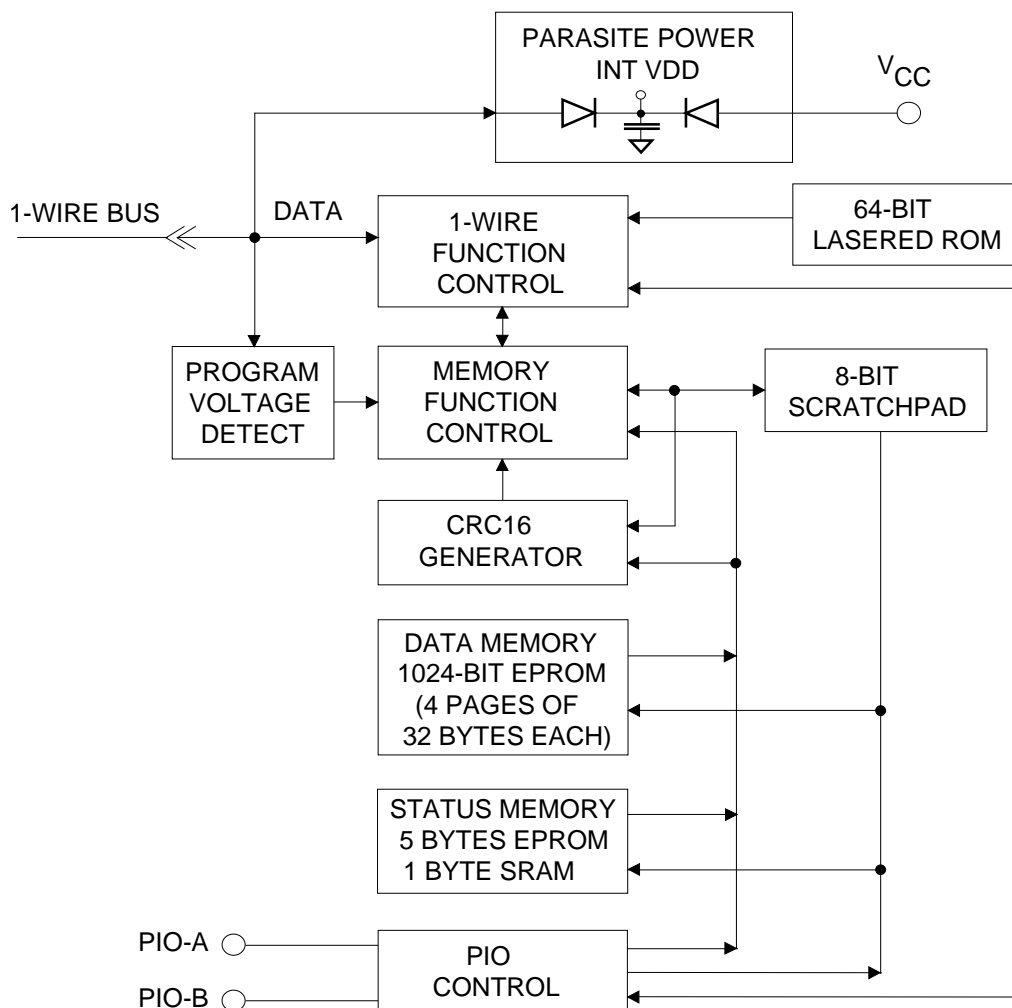 PARASITE POWER
INT VDD
VCC
1-WIRE BUS
DATA
1-WIRE
FUNCTION
CONTROL
64-BIT
LASERED ROM
PROGRAM
VOLTAGE
DETECT
MEMORY
FUNCTION
CONTROL
8-BIT
SCRATCHPAD
CRC16
GENERATOR
DATA MEMORY
1024-BIT EPROM
(4 PAGES OF
32 BYTES EACH)
STATUS MEMORY
5 BYTES EPROM
1 BYTE SRAM
PIO-A
PIO
CONTROL
PIO-B